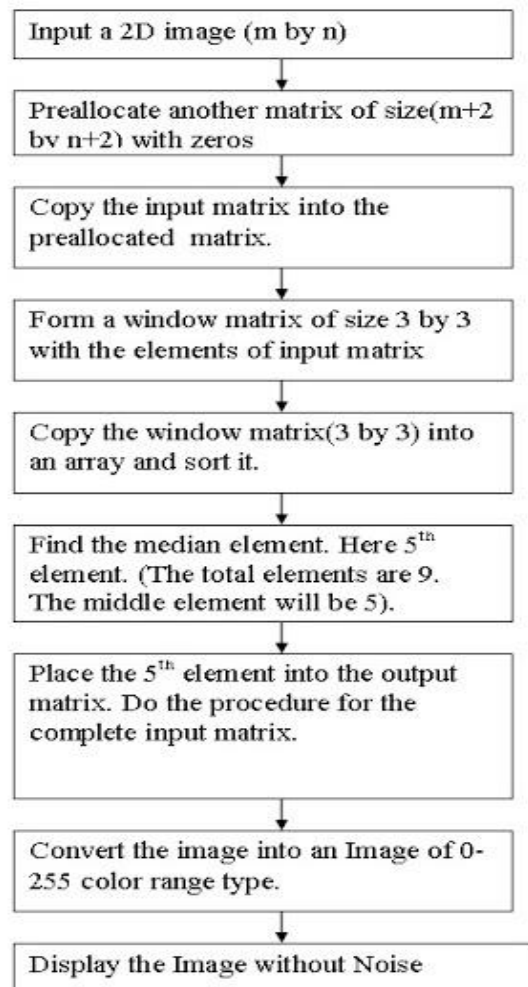 Input a 2D image (m by n)
Preallocate another matrix of size(m+2
by n+2) with zeros
Copy the input matrix into the
preallocated matrix.
Form a window matrix of size 3 by 3
with the elements of input matrix
Copy the window matrix(3 by 3) into
an array and sort it.
Find the median element. Here 5th
element. (The total elements are 9.
The middle element will be 5).
Place the 5th element into the output
matrix. Do the procedure for the
complete input matrix.
Convert the image into an Image of 0-
255 color range type.
Display the Image without Noise